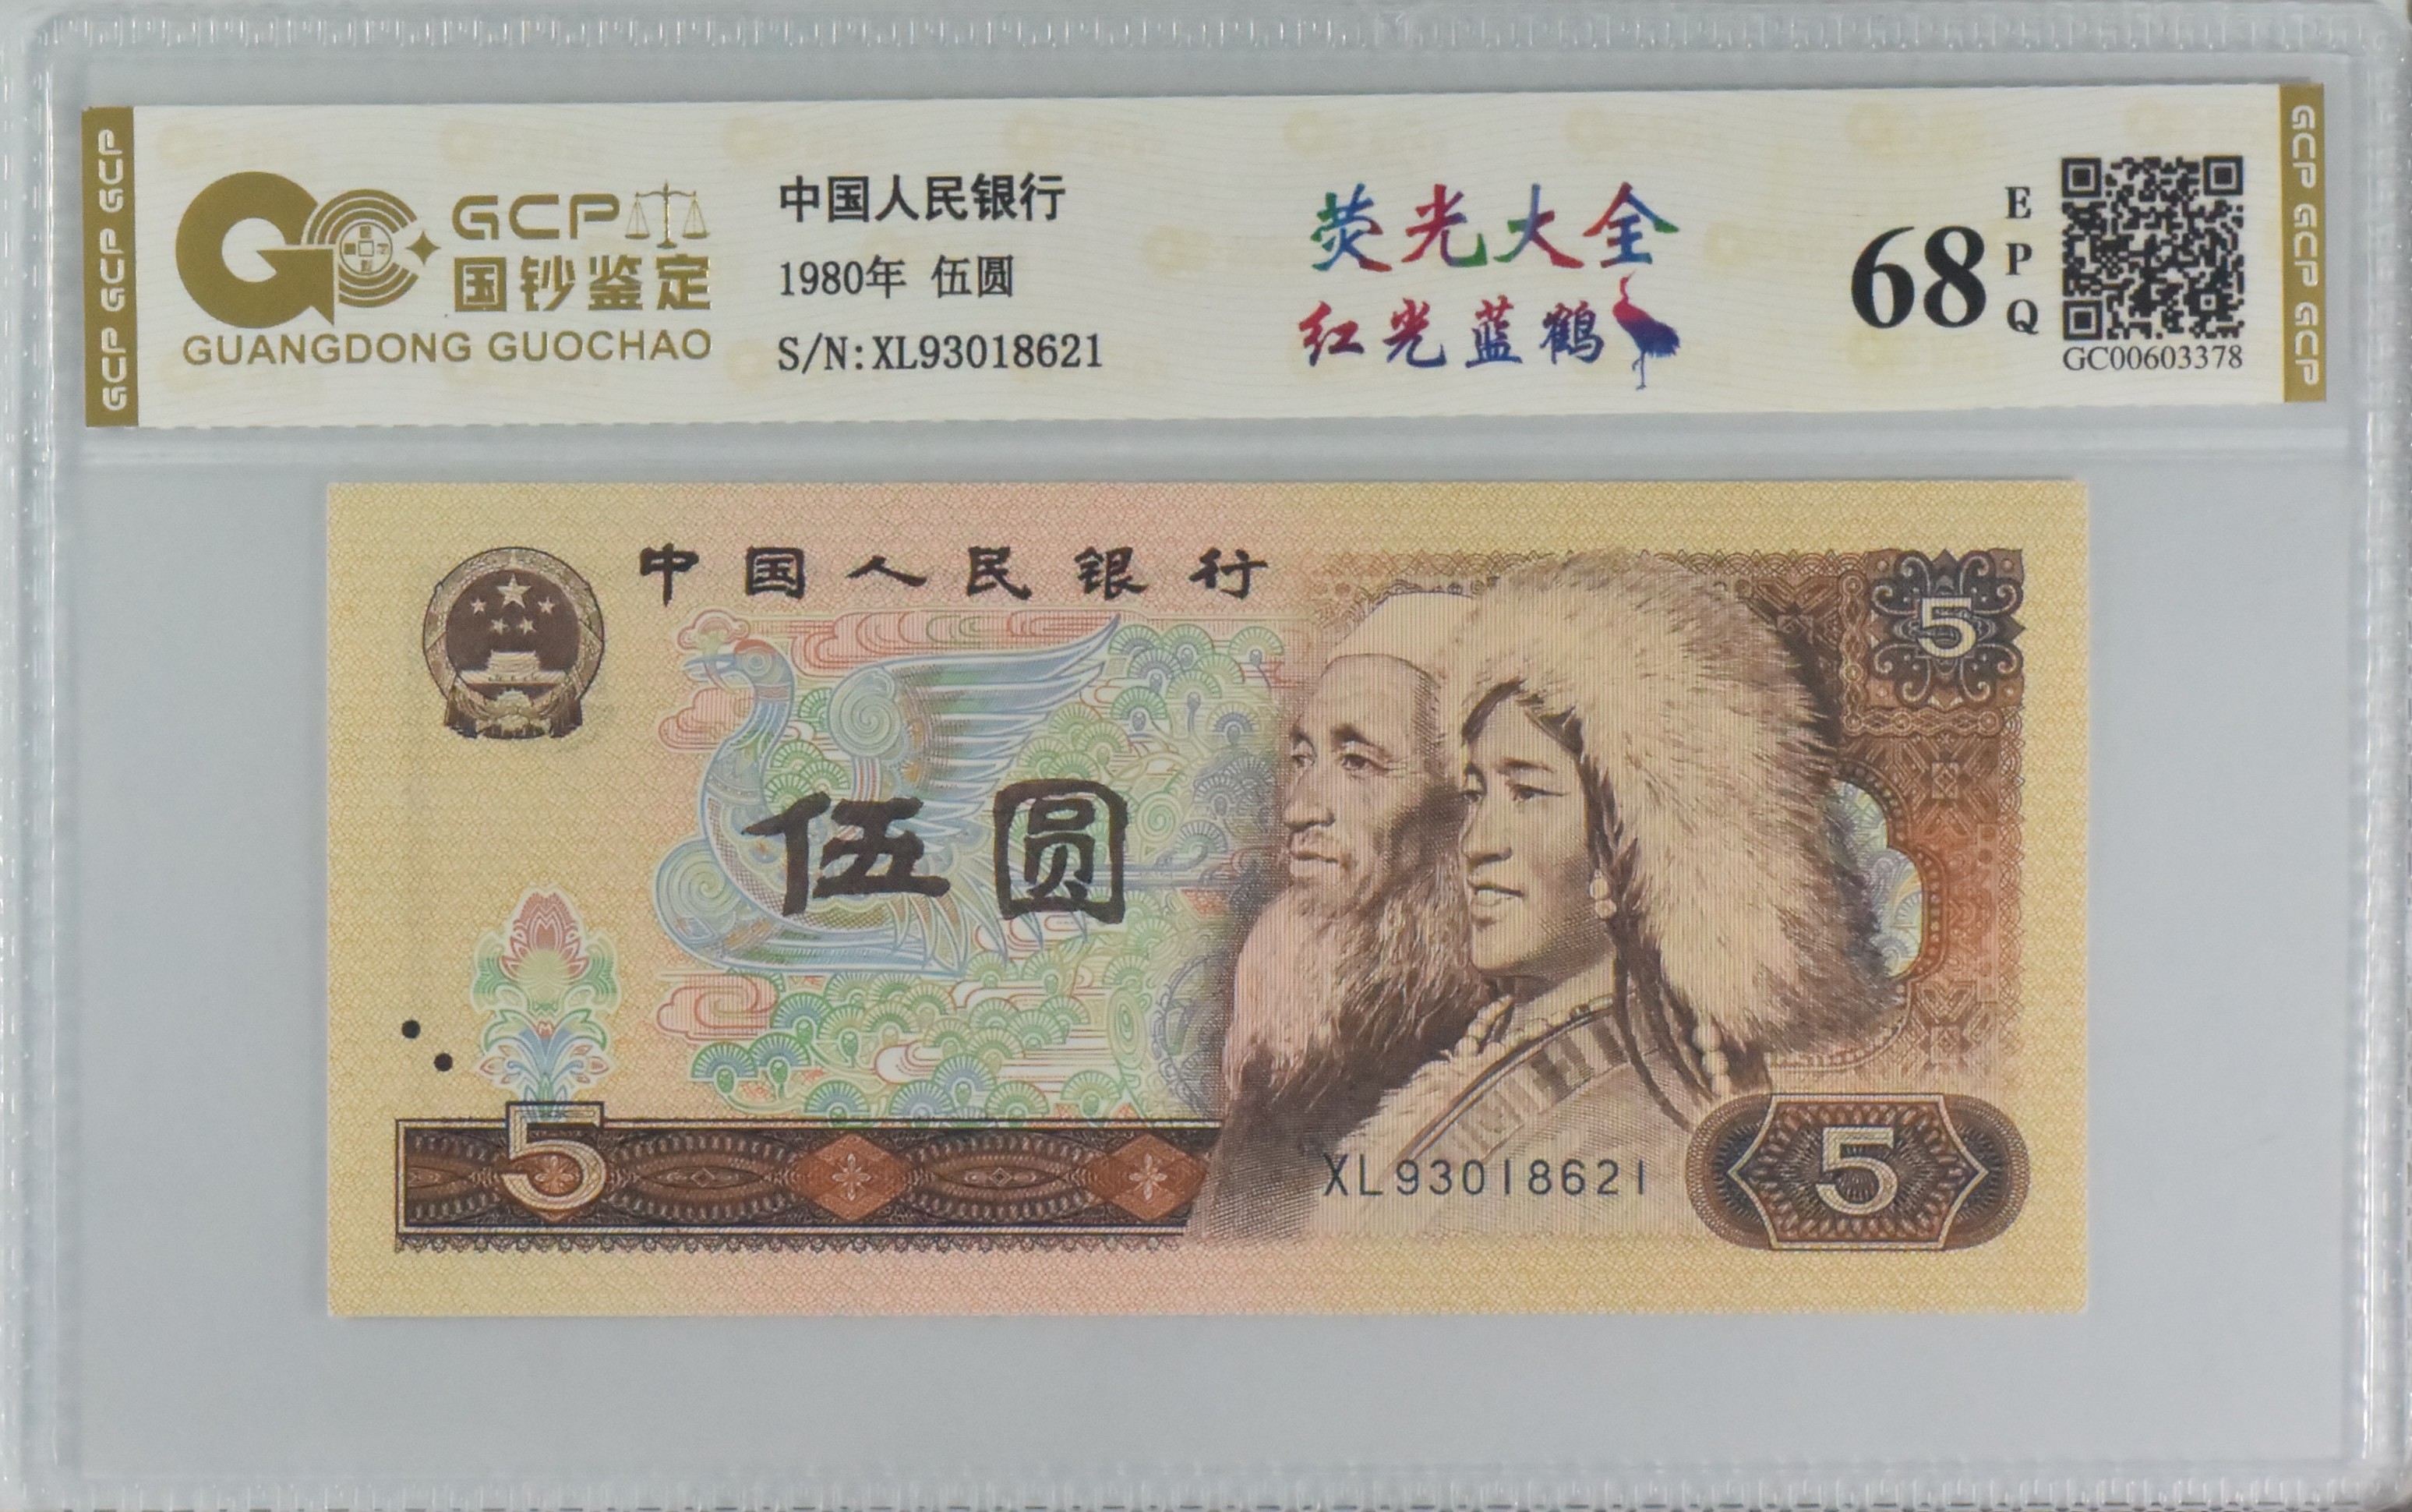 GCP GCP GCP
GCP
国钞鉴定
GUANGDONG GUOCHAO
中国人民银行
1980年 伍圆
S/N:XL93018621
荧光大全
红光蓝鹤
68
EPQ
GC00603378
GCP GCP GCP
中国人民银行
5
伍圆
5
XL93018621
5